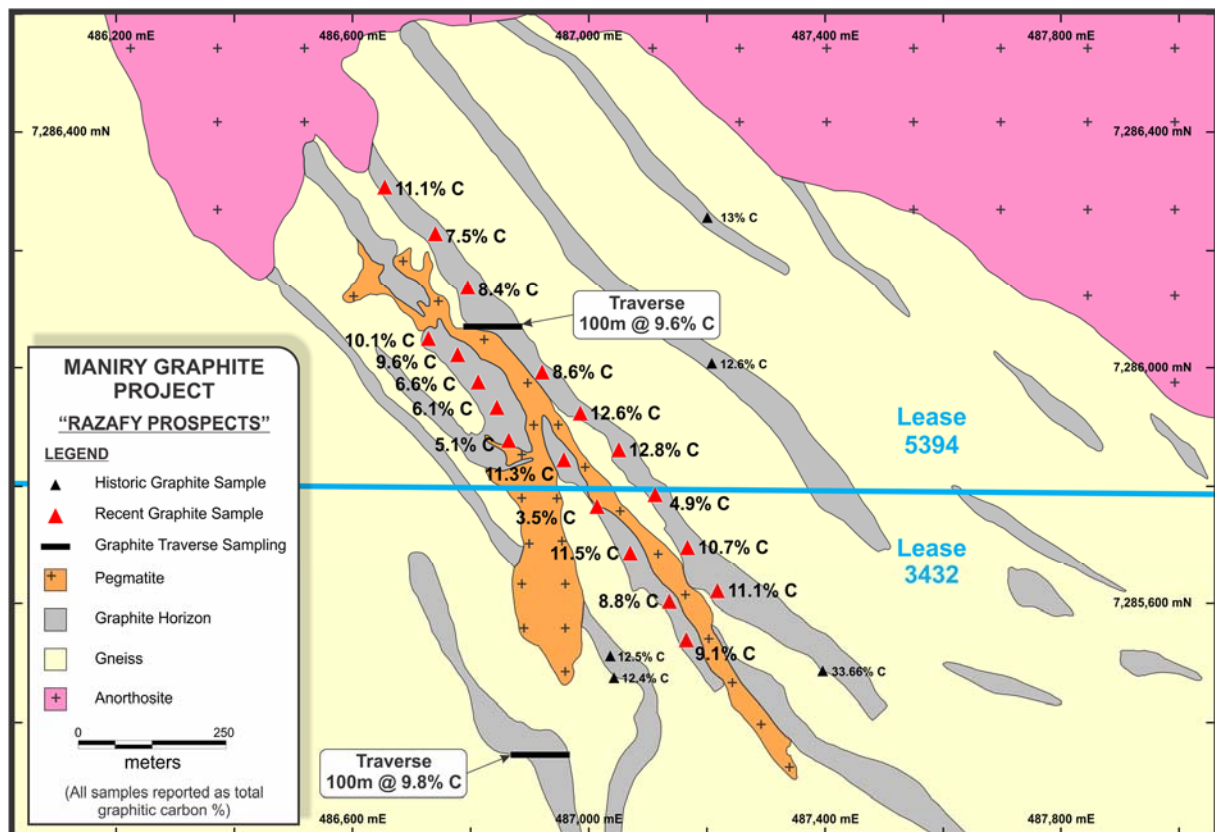 486,200 mE
486,600 mE
487,000 mE
487,400 mE
487,800 mE
7,286,400 mN
7,286,400 mN
11.1% C
13% C
7.5% C
8.4% C
Traverse
100m @ 9.6% C
10.1% C
9.6% C
12.6% C
7,286,000 mN
6.6% C
8.6% C
6.1% C
12.6% C
5.1% C
12.8% C
11.3% C
Lease
5394
4.9% C
3.5% C
Lease
3432
10.7% C
11.5% C
11.1% C
8.8% C
7,285,600 mN
9.1% C
12.5% C
12.4% C
33.66% C
Traverse
100m @ 9.8% C
MANIRY GRAPHITE
PROJECT
“RAZAFY PROSPECTS”
LEGEND
Historic Graphite Sample
Recent Graphite Sample
Graphite Traverse Sampling
Pegmatite
Graphite Horizon
Gneiss
Anorthosite
0 250
meters
(All samples reported as total
graphitic carbon %)
486,600 mE
487,000 mE
487,400 mE
487,800 mE